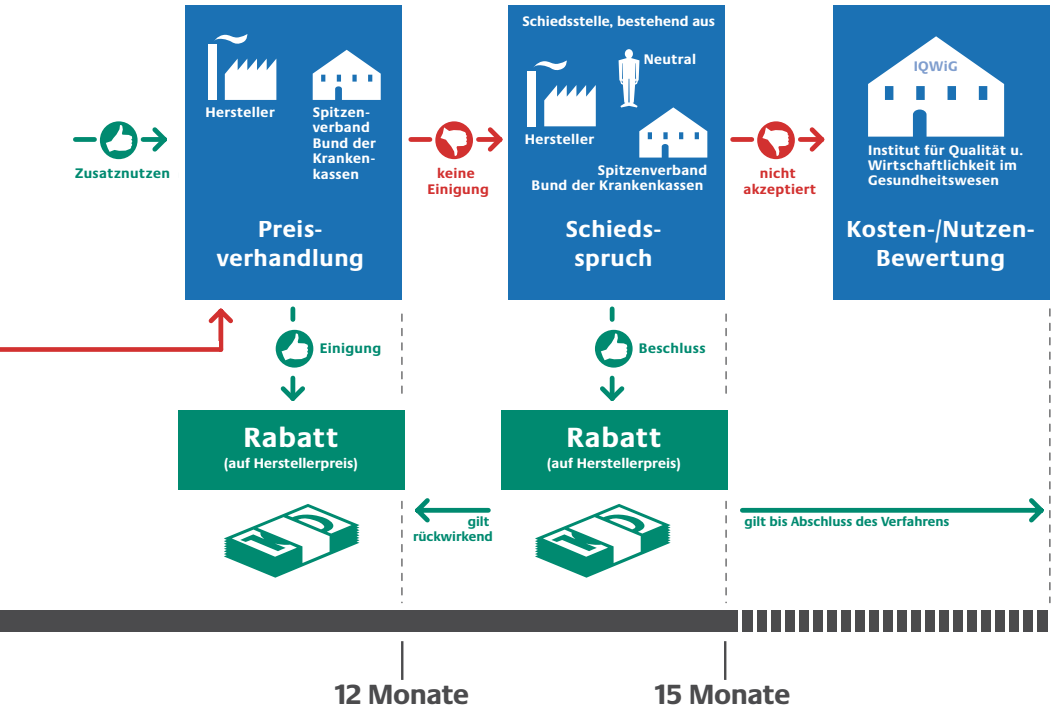 Zusatznutzen
Hersteller
Spitzen-
verband
Bund der
Kranken-
kassen
Preis-
verhandlung
keine
Einigung
Schiedsstelle, bestehend aus
Neutral
Hersteller
Spitzenverband
Bund der Krankenkassen
Schieds-
spruch
nicht
akzeptiert
IQWiG
Institut für Qualität u.
Wirtschaftlichkeit im
Gesundheitswesen
Kosten-/Nutzen-
Bewertung
Einigung
Beschluss
Rabatt
(auf Herstellerpreis)
Rabatt
(auf Herstellerpreis)
gilt
rückwirkend
gilt bis Abschluss des Verfahrens
12 Monate
15 Monate